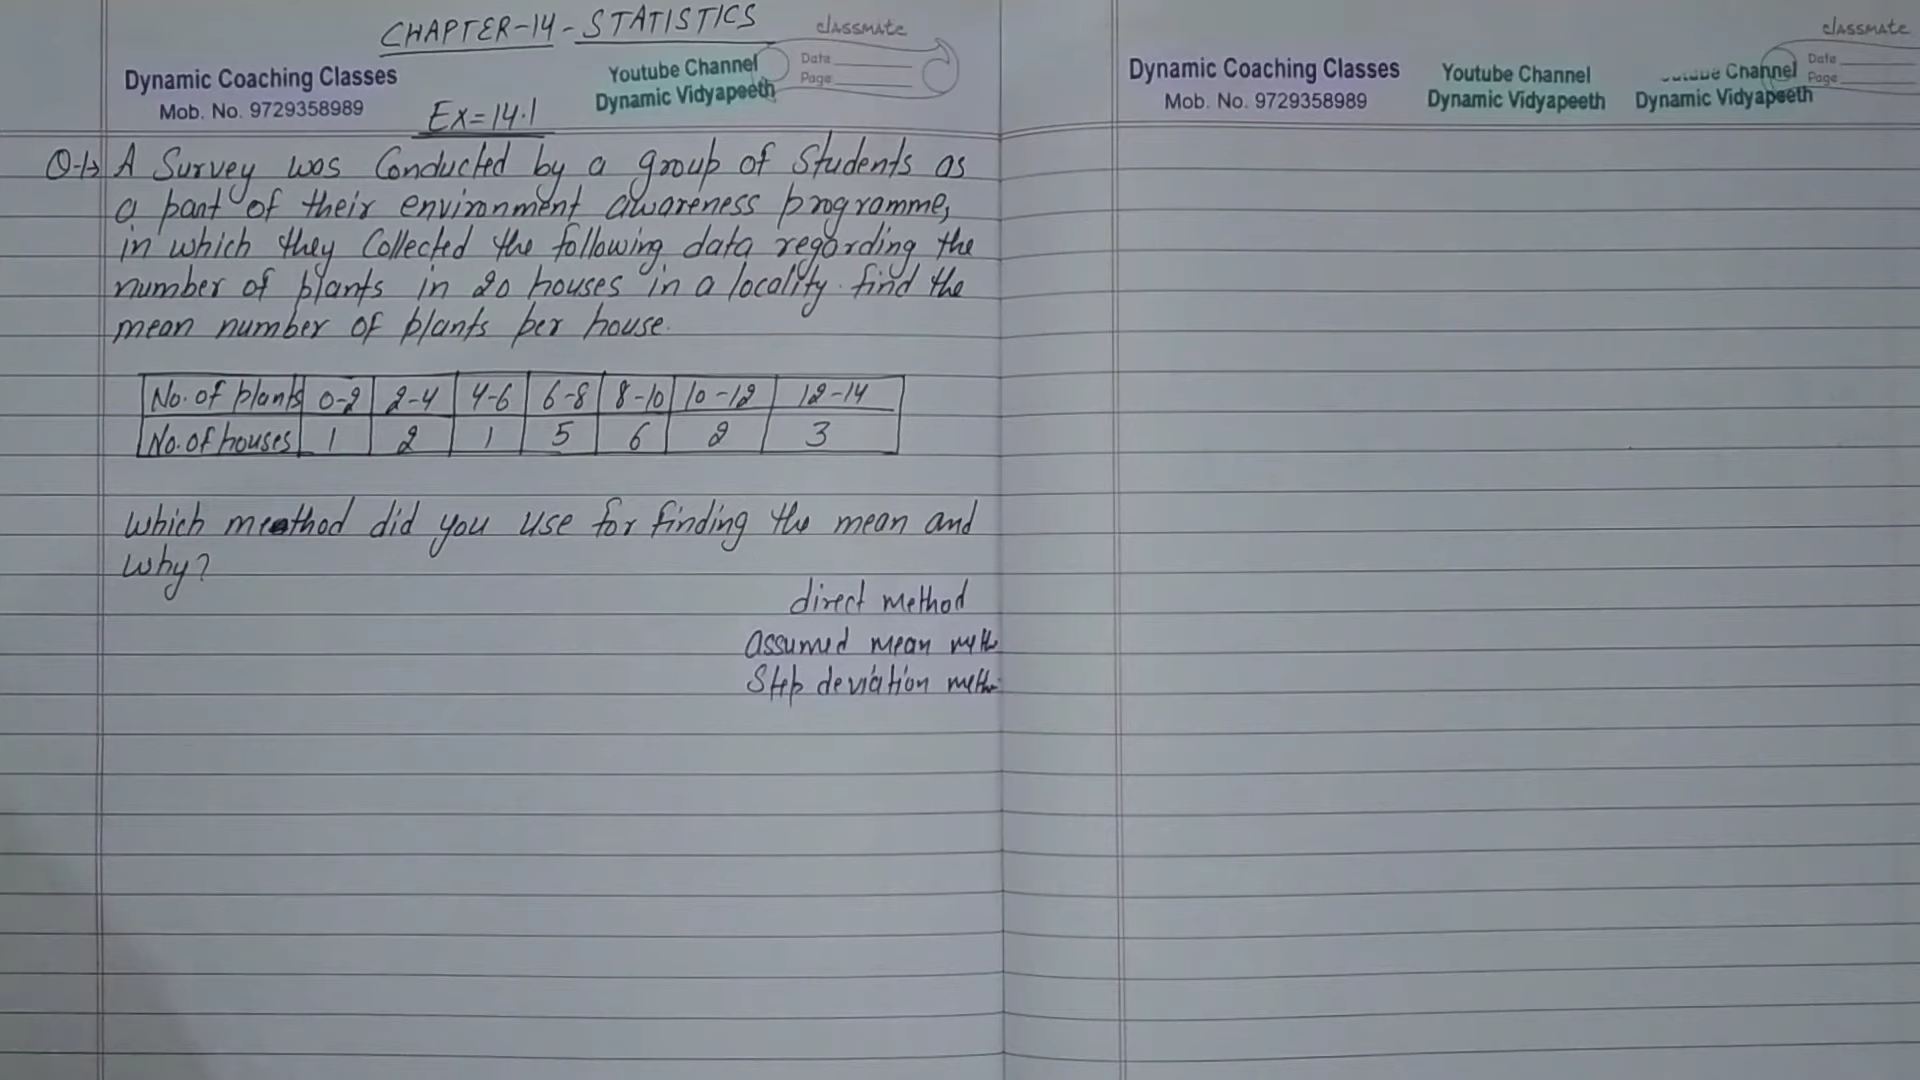 CHAPTER-14-STATISTICS
classmate
Date
Page
Dynamic Coaching Classes
Mob. No. 9729358989
Youtube Channel
Dynamic Vidyapeeth
Ex=14.1
Q-1→ A Survey was Conducted by a group of Students as
a part of their environment awareness programme,
in which they Collected the following data regarding the
number of plants in 20 houses in a locality. find the
mean number of plants per house.
No. of plants 0-2 2-4 4-6 6-8 8-10 10-12 12-14
No. of houses 1 2 1 5 6 2 3
Which method did you use for finding the mean and
why?
direct method
assumed mean
Step deviation
classmate
Date
Page
Dynamic Coaching Classes
Mob. No. 9729358989
Youtube Channel
Dynamic Vidyapeeth
Channel
Dynamic Vidyapeeth